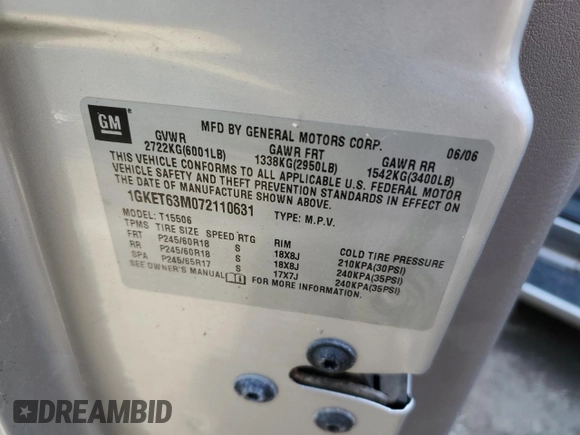 GM
MFD BY GENERAL MOTORS CORP. 06/06
GVWR GAWR FRT GAWR RR
2722KG(6001LB) 1338KG(2950LB) 1542KG(3400LB)
THIS VEHICLE CONFORMS TO ALL APPLICABLE U.S. FEDERAL MOTOR
VEHICLE SAFETY AND THEFT PREVENTION STANDARDS IN EFFECT ON
THE DATE OF MANUFACTURE SHOWN ABOVE.
1GKET63M072110631 TYPE: M.P.V.
MODEL: T15506
TPMS TIRE SIZE SPEED RTG RIM COLD TIRE PRESSURE
FRT P245/60R18 S 18X8J 210KPA(30PSI)
RR P245/60R18 S 18X8J 240KPA(35PSI)
SPA P245/65R17 S 17X7J 240KPA(35PSI)
SEE OWNER'S MANUAL FOR MORE INFORMATION.
DREAMBID